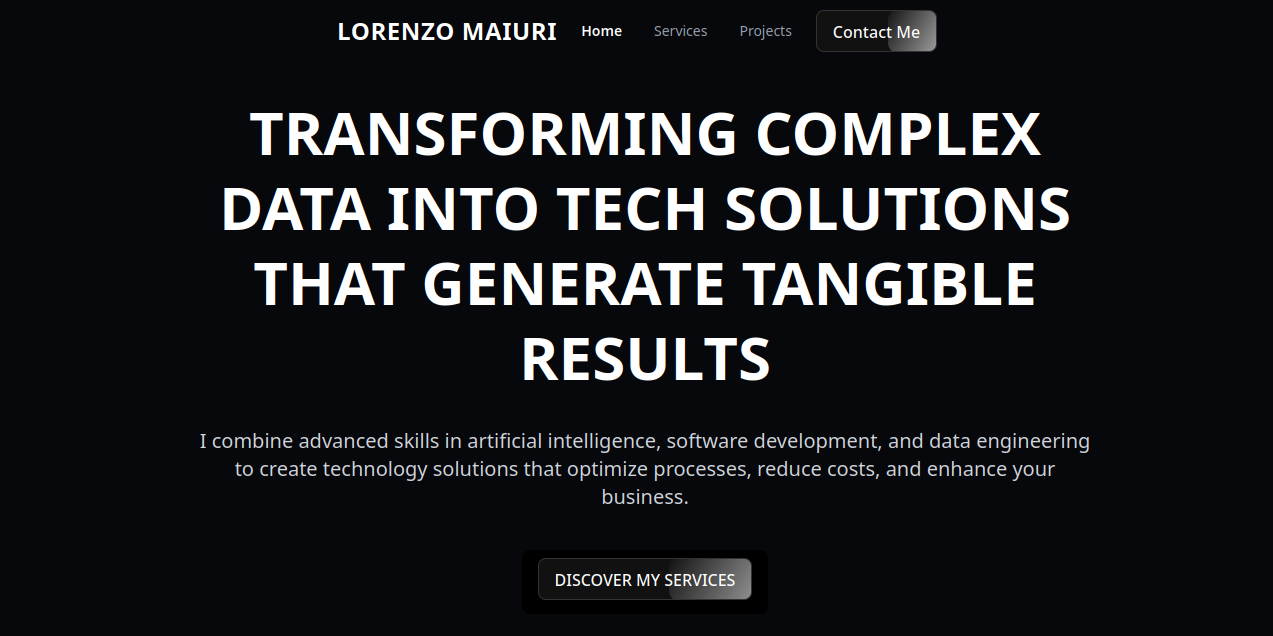 LORENZO MAIURI Home Services Projects Contact Me
TRANSFORMING COMPLEX
DATA INTO TECH SOLUTIONS
THAT GENERATE TANGIBLE
RESULTS
I combine advanced skills in artificial intelligence, software development, and data engineering
to create technology solutions that optimize processes, reduce costs, and enhance your
business.
DISCOVER MY SERVICES